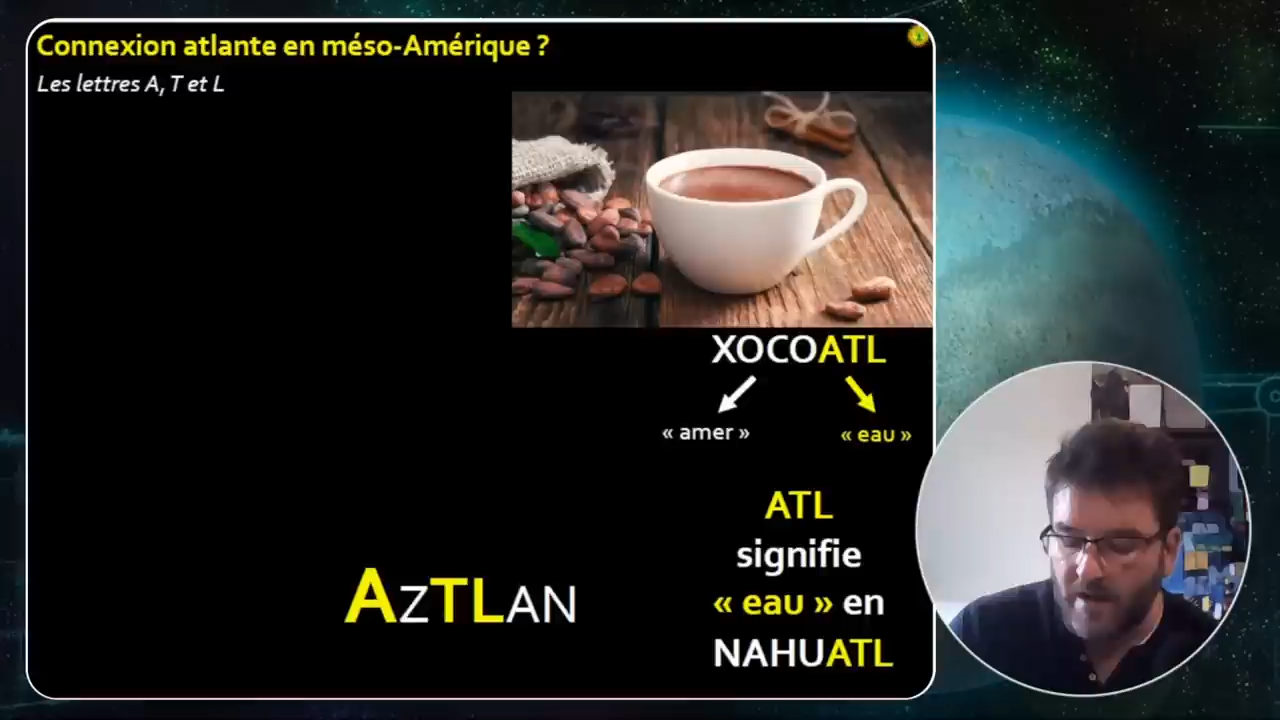 Connexion atlante en méso-Amérique ?
Les lettres A, T et L
XOCOATL
« amer »
« eau »
ATL
signifie
« eau » en
NAHUATL
AZTLAN